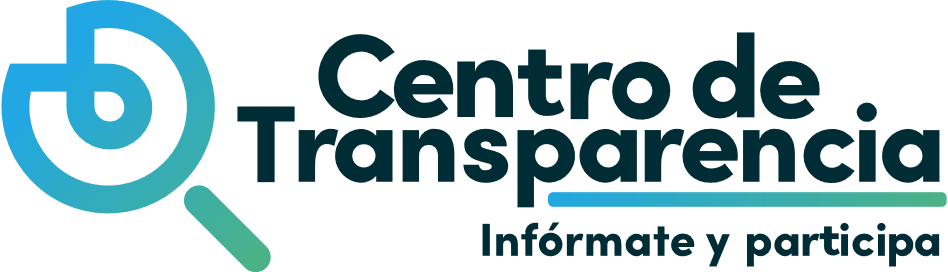 Centro de
Transparencia
Infórmate y participa